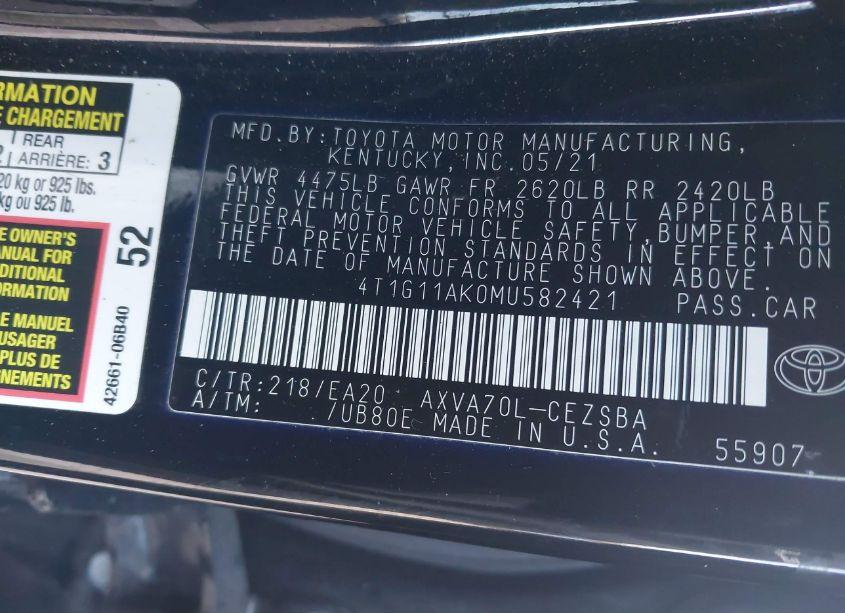 RMATION
E CHARGEMENT
REAR
ARRIÈRE: 3
20 kg or 925 lbs.
kg ou 925 lb.
E OWNER'S
ANUAL FOR
DDITIONAL
FORMATION
LE MANUEL
USAGER
PLUS DE
GNEMENTS
52
42661-06B40
MFD.BY:TOYOTA MOTOR MANUFACTURING,
KENTUCKY,INC.05/21
GVWR 4475LB GAWR FR 2620LB RR 2420LB
THIS VEHICLE CONFORMS TO ALL APPLICABLE
FEDERAL MOTOR VEHICLE SAFETY,BUMPER,AND
THEFT PREVENTION STANDARDS IN EFFECT ON
THE DATE OF MANUFACTURE SHOWN ABOVE.
4T1G11AK0MU582421 PASS.CAR
C/TR:218/EA20 AXVA70L-CEZSBA
A/TM: /UB80E MADE IN U.S.A.
55907